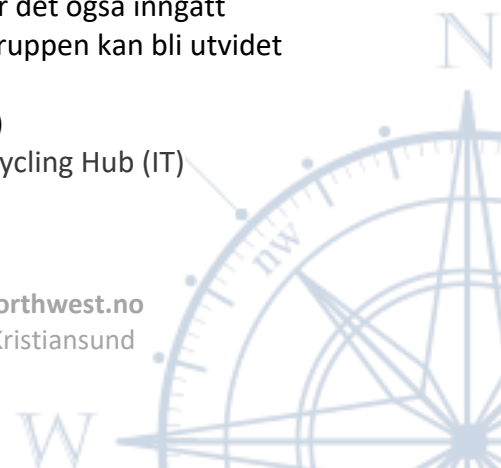 r det også inngått
ruppen kan bli utvidet
)
ycling Hub (IT)
orthwest.no
Kristiansund
N
nw
W